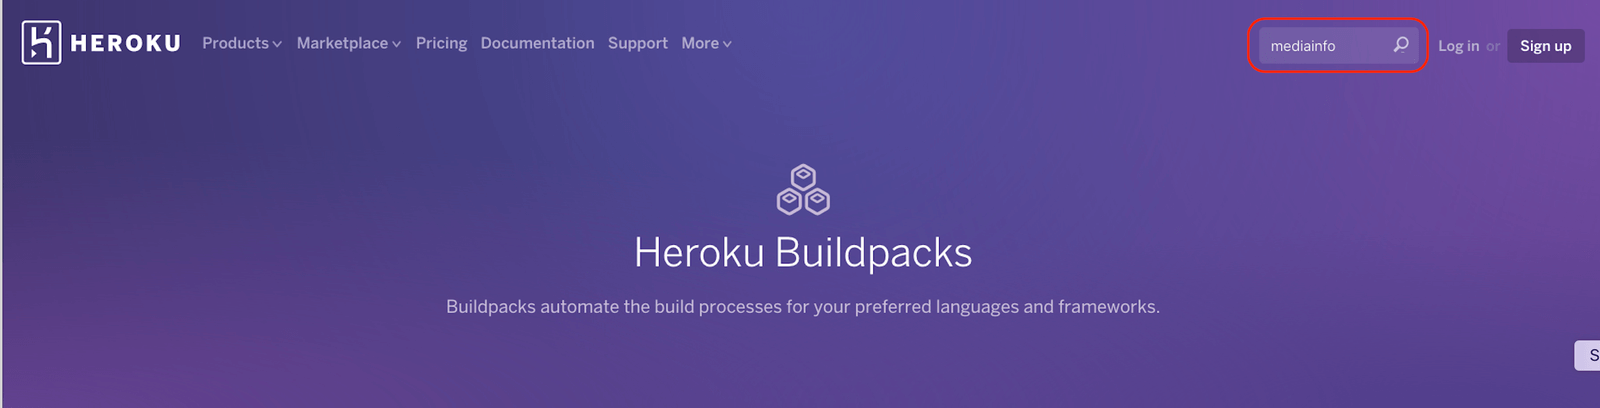 HEROKU Products Marketplace Pricing Documentation Support More mediainfo Log in or Sign up
Heroku Buildpacks
Buildpacks automate the build processes for your preferred languages and frameworks.
S